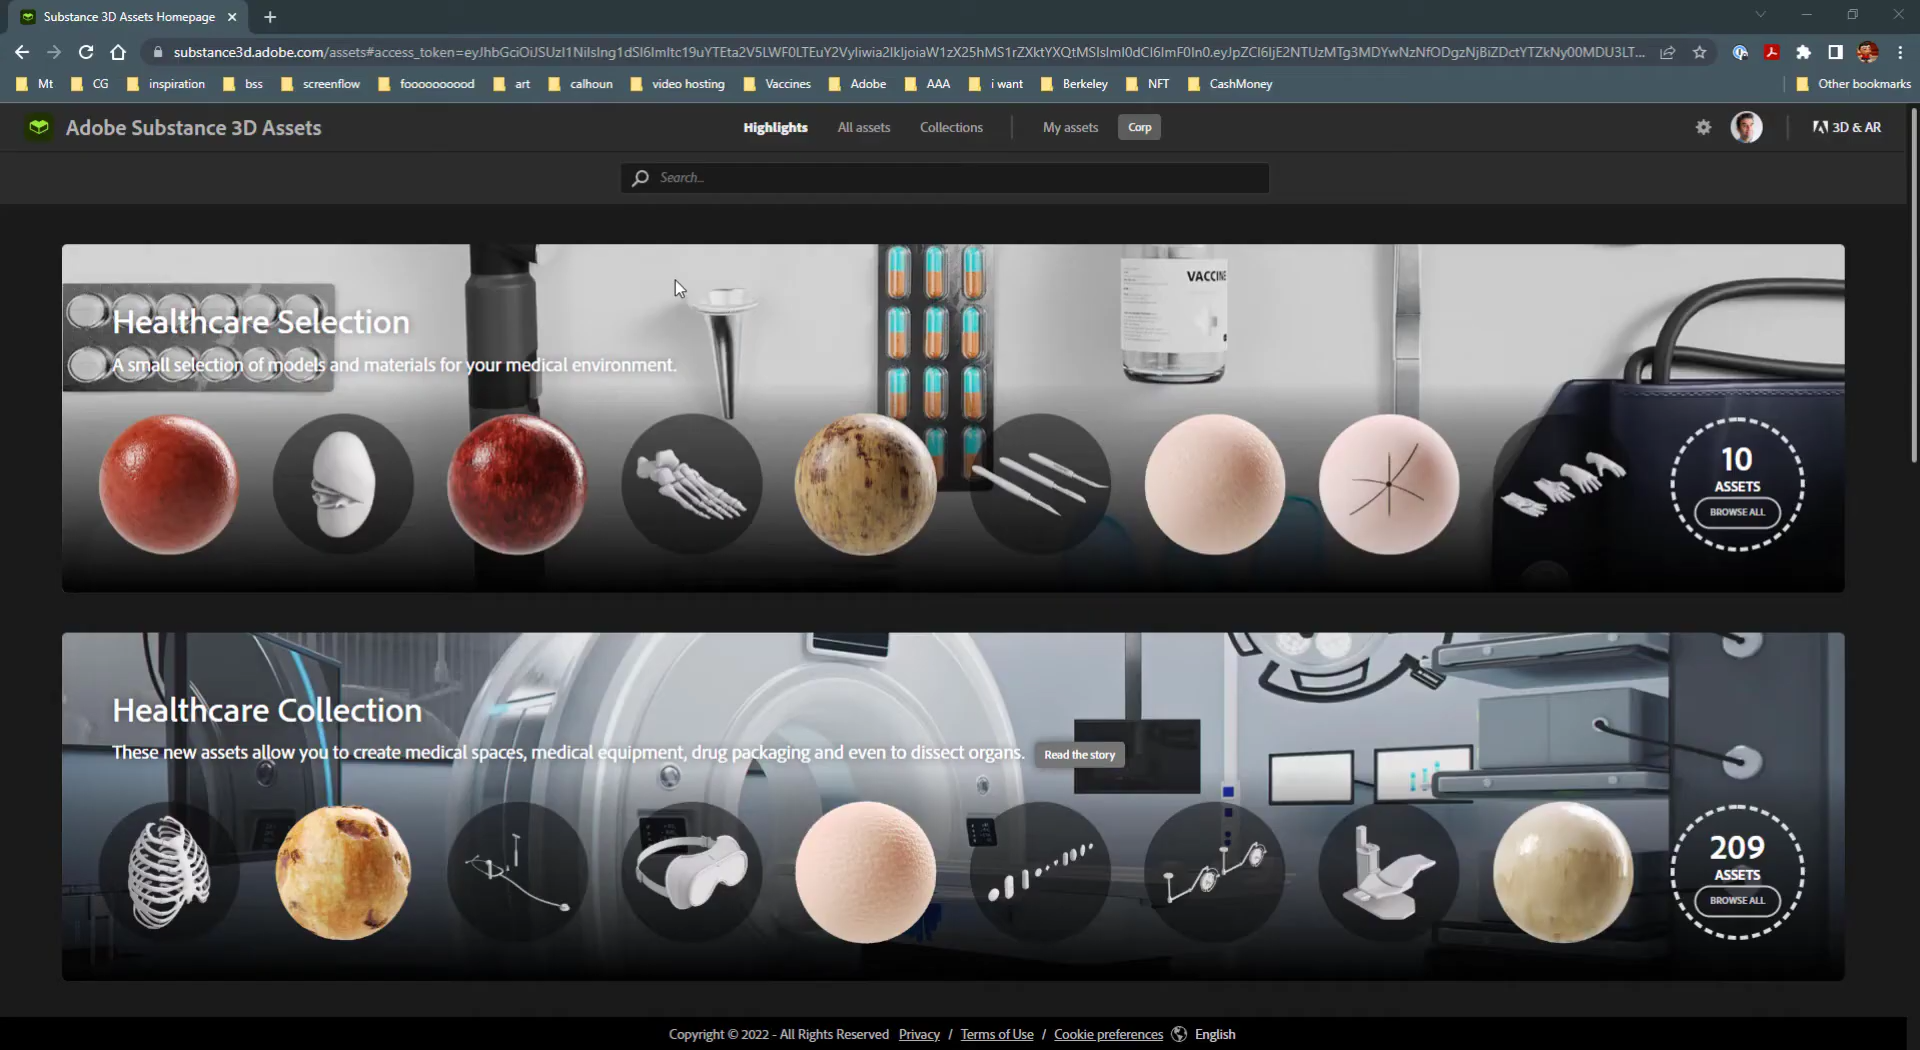 Substance 3D Assets Homepage
substance3d.adobe.com/assets#access_token=
Mt
CG
inspiration
bss
screenflow
foooooooood
art
calhoun
video hosting
Vaccines
Adobe
AAA
i want
Berkeley
NFT
CashMoney
Other bookmarks
Adobe Substance 3D Assets
Highlights
All assets
Collections
My assets
Corp
3D & AR
Search...
VACCINE
Healthcare Selection
A small selection of models and materials for your medical environment.
10
ASSETS
BROWSE ALL
Healthcare Collection
These new assets allow you to create medical spaces, medical equipment, drug packaging and even to dissect organs.
Read the story
209
ASSETS
BROWSE ALL
Copyright © 2022 - All Rights Reserved Privacy / Terms of Use / Cookie preferences English